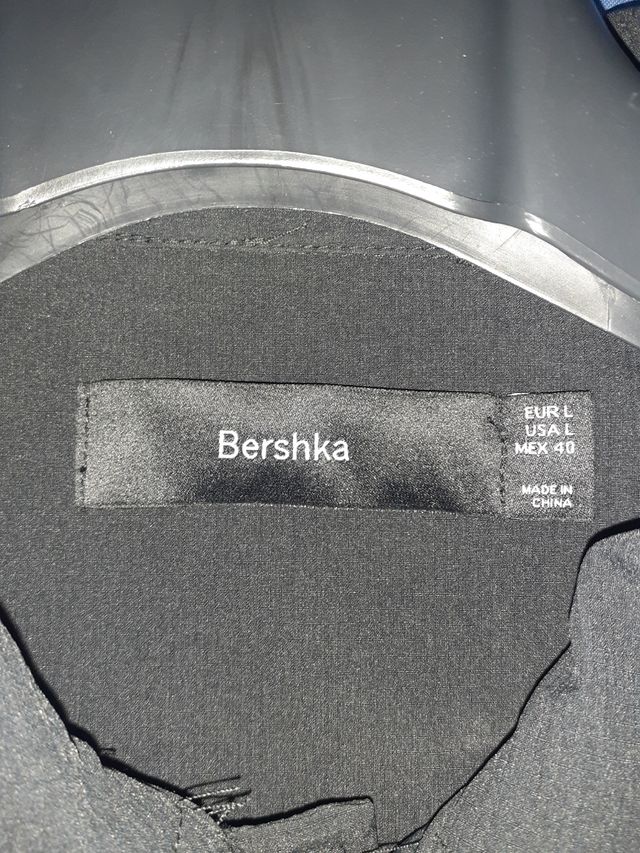 Bershka
EUR L
USA L
MEX 40
MADE IN
CHINA